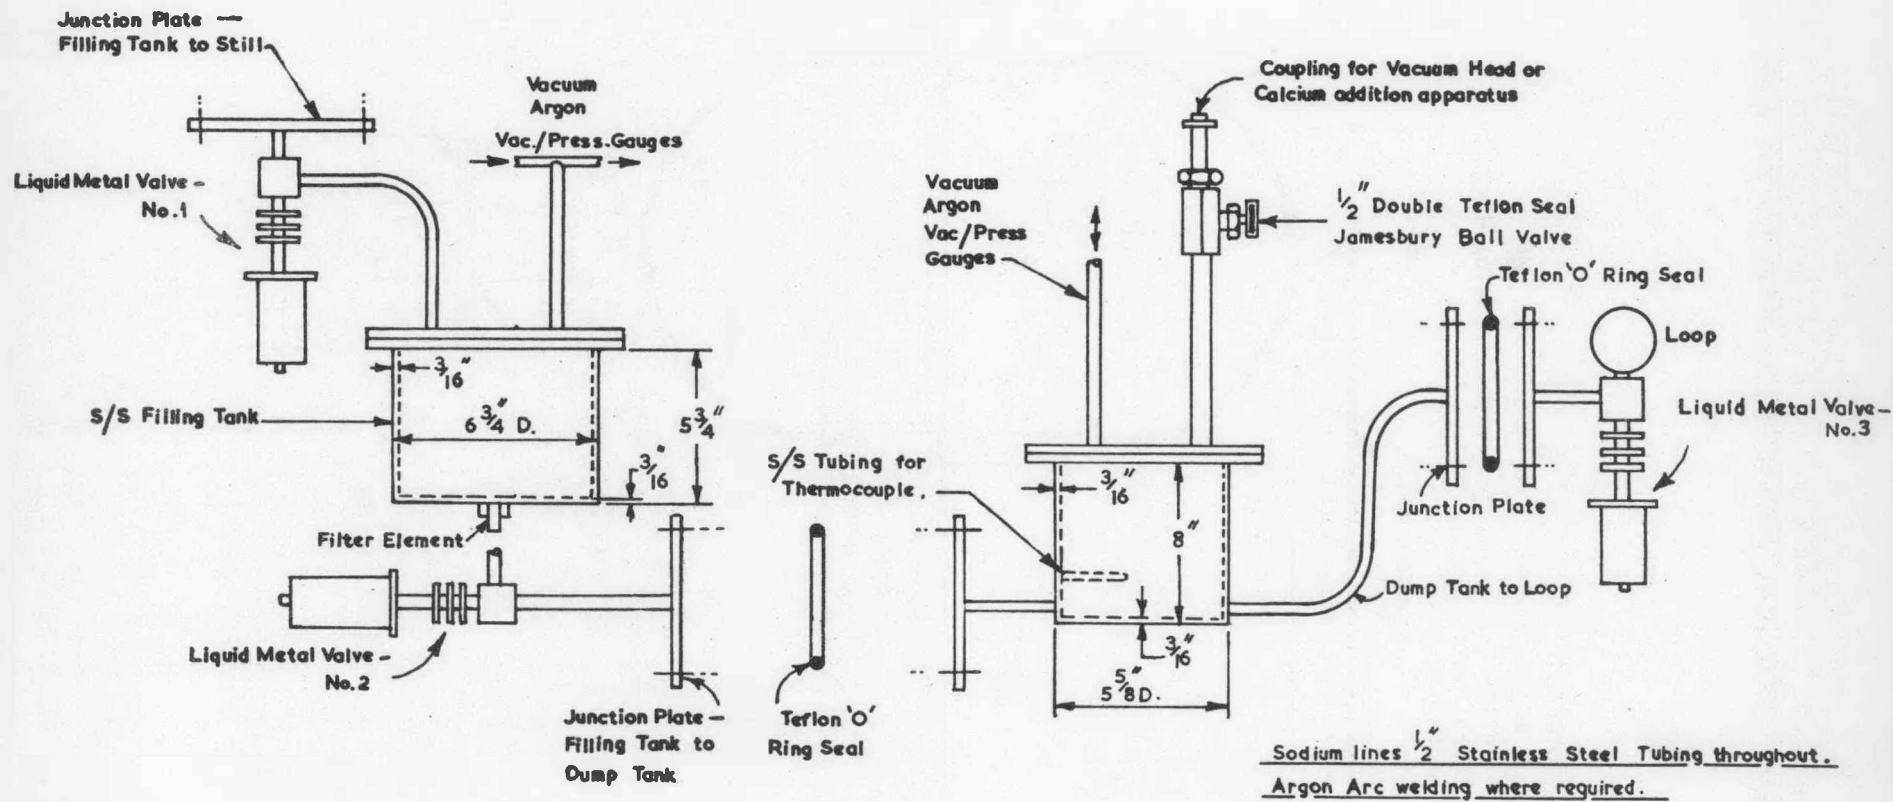 Junction Plate —
Filling Tank to Still
Vacuum
Argon
Vac./Press. Gauges
Liquid Metal Valve -
No.1
3/16"
S/S Filling Tank
6 3/4" D.
5 3/4"
3/16"
Filter Element
Liquid Metal Valve -
No.2
Junction Plate -
Filling Tank to
Dump Tank
Teflon 'O'
Ring Seal
Coupling for Vacuum Head or
Calcium addition apparatus
Vacuum
Argon
Vac/Press
Gauges
1/2" Double Teflon Seal
Jamesbury Ball Valve
Teflon 'O' Ring Seal
Loop
Liquid Metal Valve -
No.3
S/S Tubing for
Thermocouple.
3/16"
8"
Junction Plate
Dump Tank to Loop
3/16"
5 5/8" D.
Sodium lines 1/2" Stainless Steel Tubing throughout.
Argon Arc welding where required.